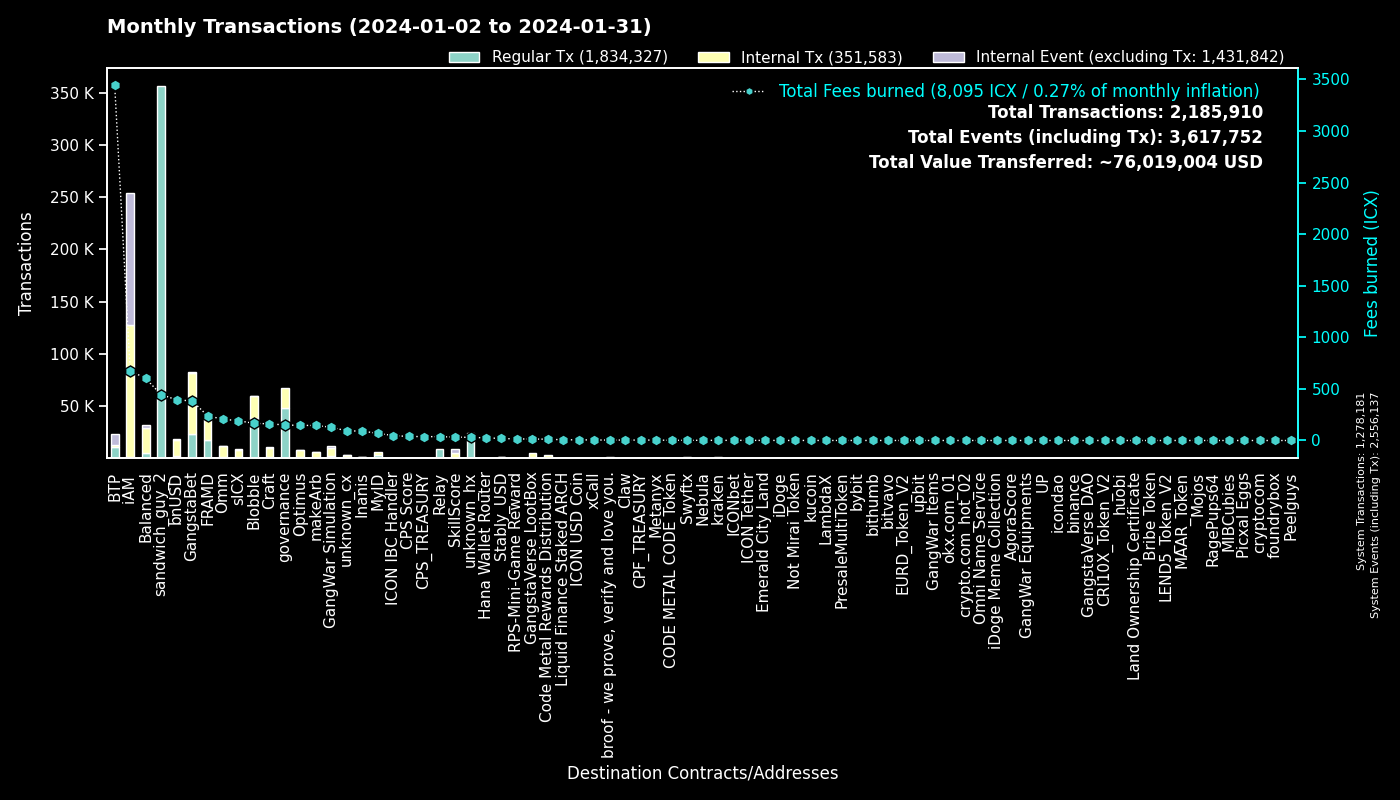 Monthly Transactions (2024-01-02 to 2024-01-31)
Regular Tx (1,834,327)
Internal Tx (351,583)
Internal Event (excluding Tx: 1,431,842)
Total Fees burned (8,095 ICX / 0.27% of monthly inflation)
Total Transactions: 2,185,910
Total Events (including Tx): 3,617,752
Total Value Transferred: ~76,019,004 USD
Transactions
350 K
300 K
250 K
200 K
150 K
100 K
50 K
3500
3000
2500
2000
1500
1000
500
0
Fees burned (ICX)
System Transactions: 1,278,181
System Events (including Tx): 2,556,137
BTP
iAM
Balanced
sandwich_guy_2
bnUSD
GangstaBet
FRAMD
Omm
sICX
Blobble
Craft
governance
Optimus
makeArb
GangWar Simulation
unknown_cx
Inanis
MyID
ICON IBC Handler
CPS Score
CPS_TREASURY
Relay
SkillScore
unknown_hx
Hana Wallet Router
Stably_USD
RPS-Mini-Game Reward
GangstaVerse LootBox
Code Metal Rewards Distribution
Liquid Finance Staked ARCH
ICON USD Coin
xCall
broof - we prove, verify and love you.
Claw
CPF_TREASURY
Metanyx
CODE METAL CODE Token
Swyftx
Nebula
kraken
ICONbet
ICON Tether
Emerald City Land
iDoge
Not Mirai Token
kucoin
LambdaX
PresaleMultiToken
bybit
bithumb
bitvavo
EURD_Token_V2
upbit
GangWar Items
okx.com_01
crypto.com_hot_02
Omni Name Service
iDoge Meme Collection
AgoraScore
GangWar Equipments
UP
icondao
binance
GangstaVerse DAO
CRI10X_Token_V2
huobi
Land Ownership Certificate
Bribe Token
LENDS_Token_V2
MAAR_Token
Mojos
RagePups64
MIBCubies
Picxal Eggs
cryptocom
foundrybox
Peelguys
Destination Contracts/Addresses